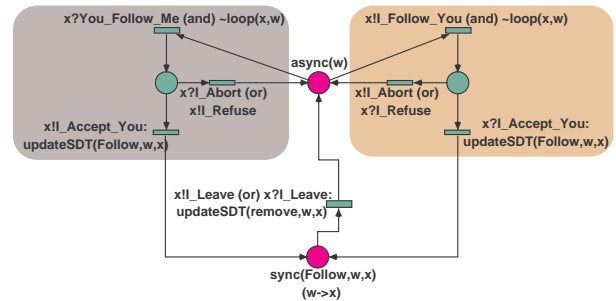 x?You_Follow_Me (and) ~loop(x,w)
x!I_Follow_You (and) ~loop(x,w)
async(w)
x?I_Abort (or)
x!I_Refuse
x!I_Abort (or)
x?I_Refuse
x!I_Accept_You:
updateSDT(Follow,w,x)
x?I_Accept_You:
updateSDT(Follow,w,x)
x!I_Leave (or) x?I_Leave:
updateSDT(remove,w,x)
sync(Follow,w,x)
(w->x)